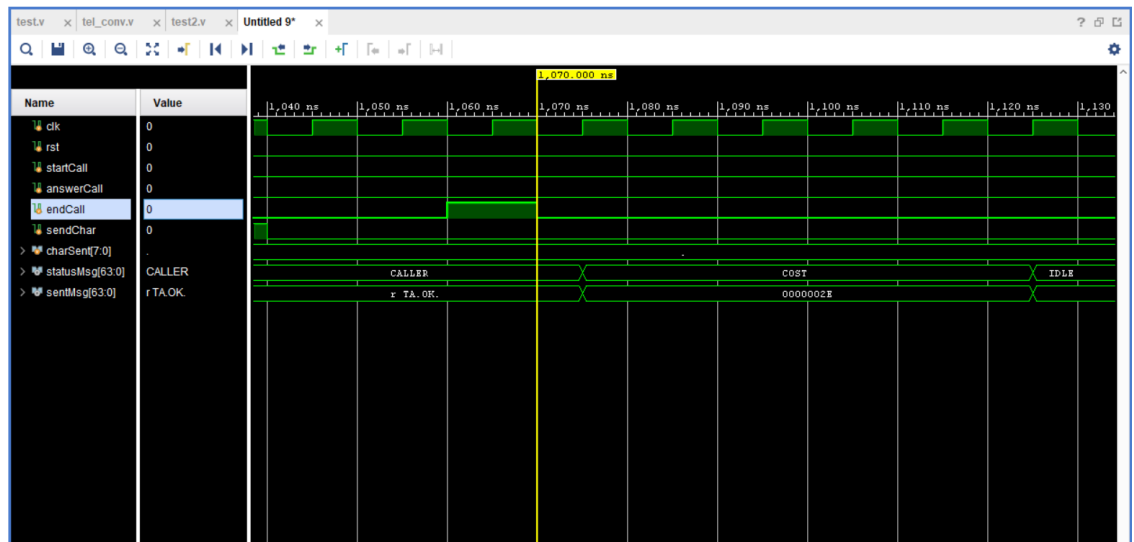 test.v × tel_conv.v × test2.v × Untitled 9* ×
1,070.000 ns
Name Value
1,040 ns 1,050 ns 1,060 ns 1,070 ns 1,080 ns 1,090 ns 1,100 ns 1,110 ns 1,120 ns 1,130
clk 0
rst 0
startCall 0
answerCall 0
endCall 0
sendChar 0
charSent[7:0] . .
statusMsg[63:0] CALLER CALLER COST IDLE
sentMsg[63:0] r TA.OK. r TA.OK. 0000002E